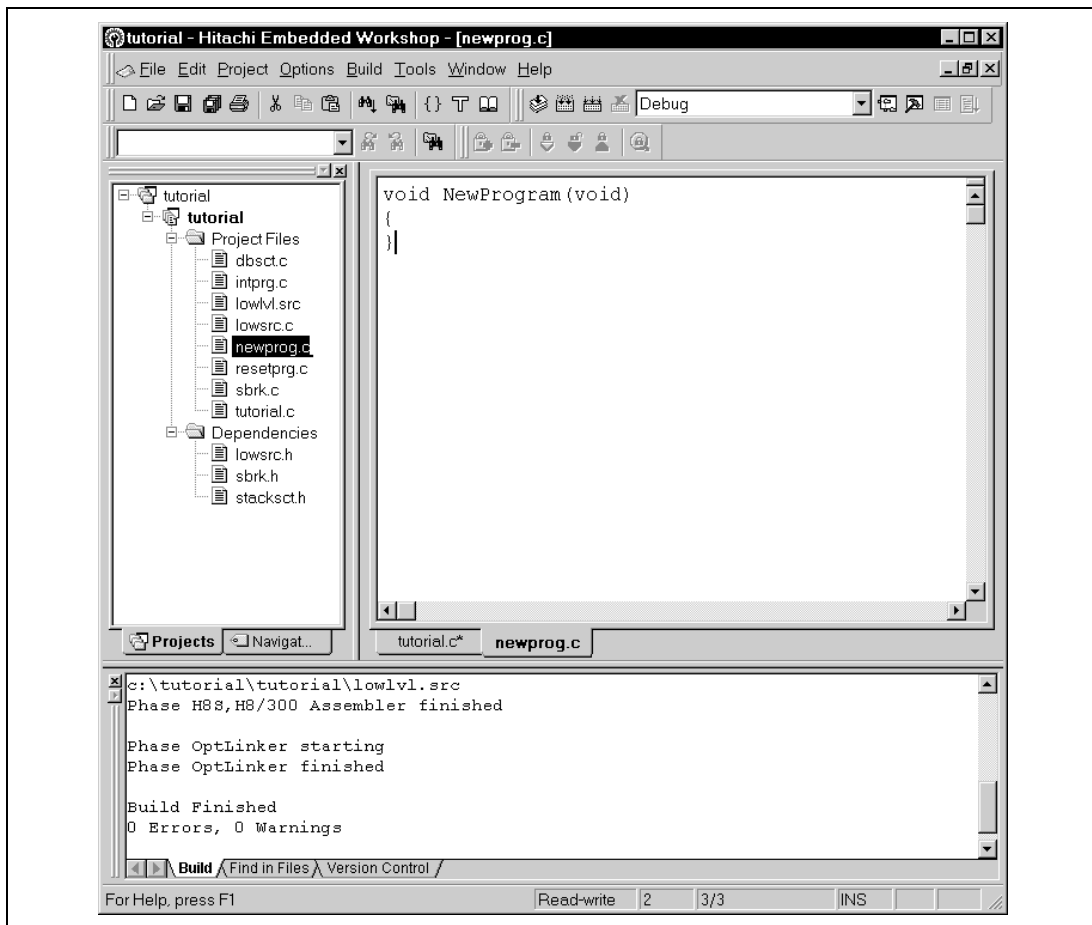 tutorial - Hitachi Embedded Workshop - [newprog.c]
File Edit Project Options Build Tools Window Help
Debug
tutorial
tutorial
Project Files
dbsct.c
intprg.c
lowlvl.src
lowsrc.c
newprog.c
resetprg.c
sbrk.c
tutorial.c
Dependencies
lowsrc.h
sbrk.h
stacksct.h
Projects Navigat...
void NewProgram(void)
{
}
tutorial.c* newprog.c
c:\tutorial\tutorial\lowlvl.src
Phase H8S,H8/300 Assembler finished
Phase OptLinker starting
Phase OptLinker finished
Build Finished
0 Errors, 0 Warnings
Build Find in Files Version Control
For Help, press F1 Read-write 2 3/3 INS